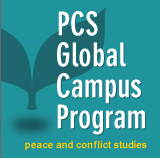 PCS
Global
Campus
Program
peace and conflict studies